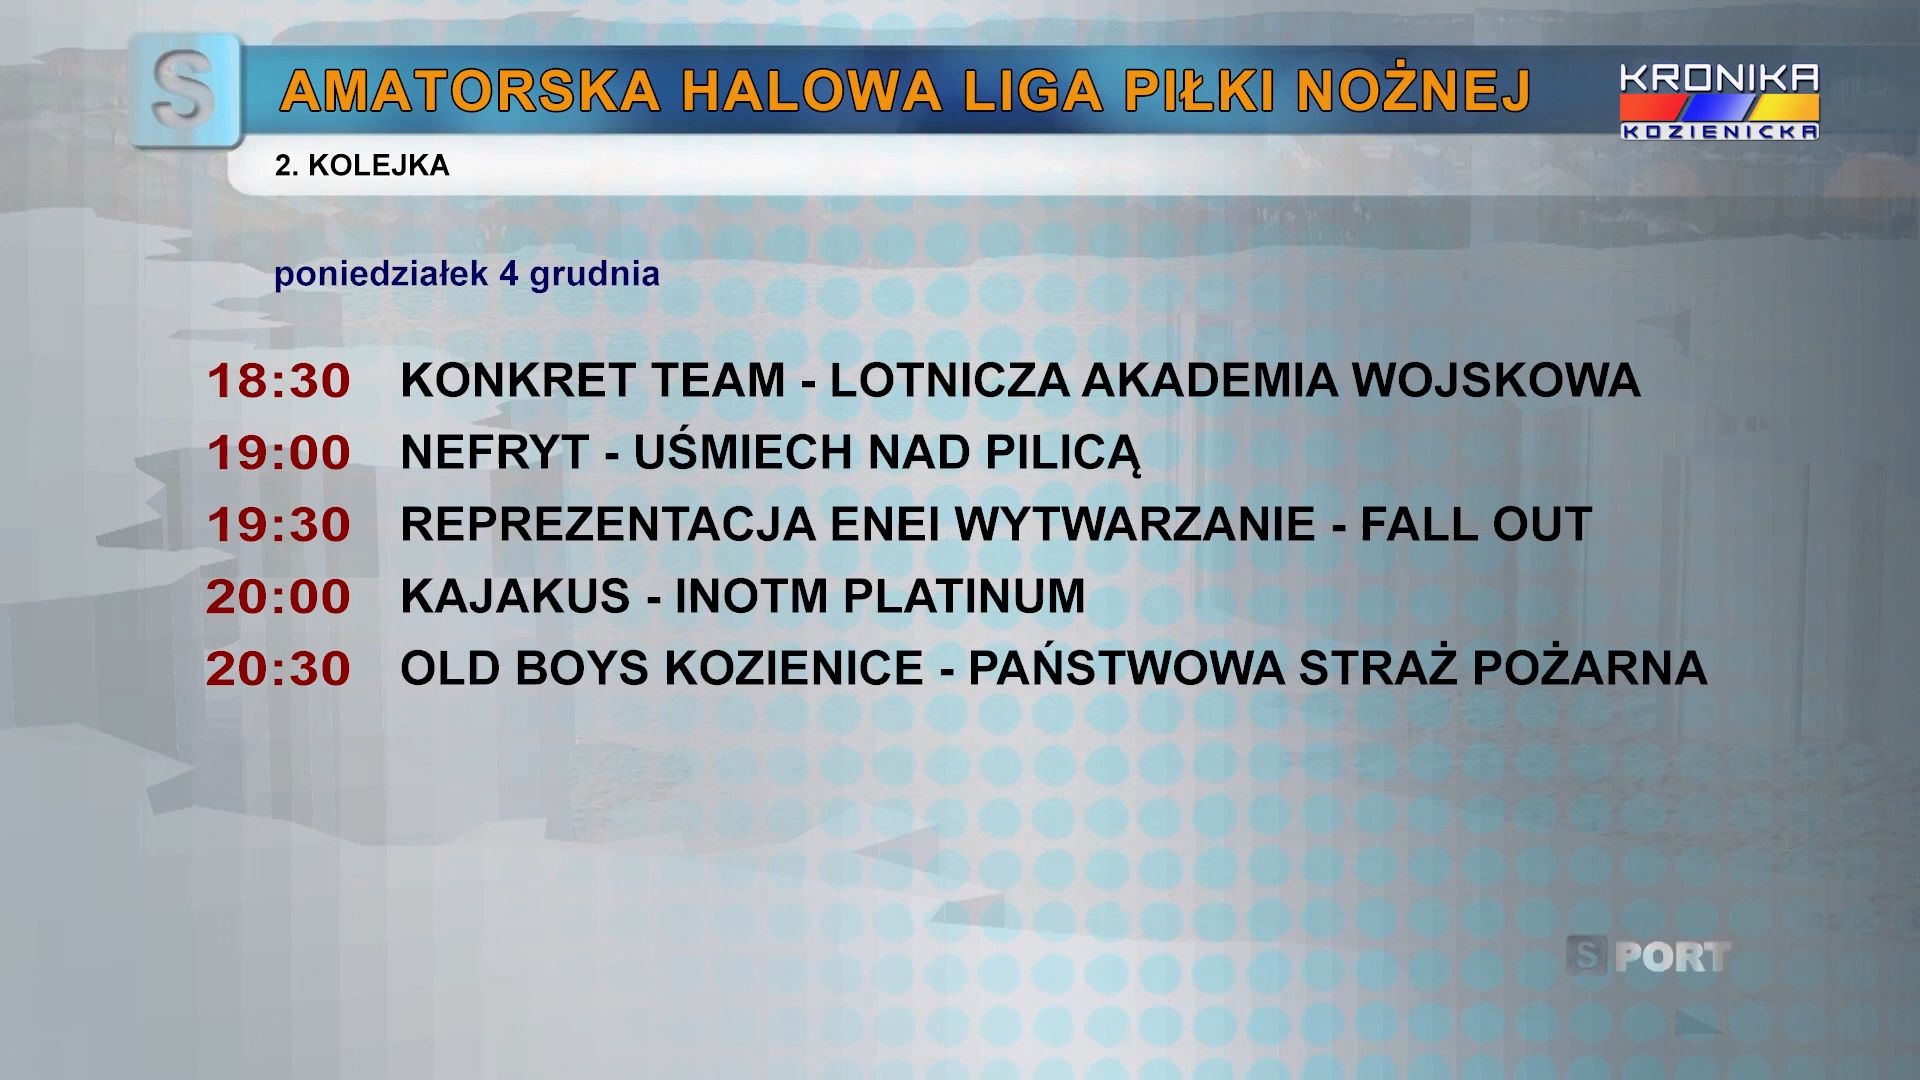 S AMATORSKA HALOWA LIGA PIŁKI NOŻNEJ
KRONIKA
KOZIENICKA
2. KOLEJKA
poniedziałek 4 grudnia
18:30 KONKRET TEAM - LOTNICZA AKADEMIA WOJSKOWA
19:00 NEFRYT - UŚMIECH NAD PILICĄ
19:30 REPREZENTACJA ENEI WYTWARZANIE - FALL OUT
20:00 KAJAKUS - INOTM PLATINUM
20:30 OLD BOYS KOZIENICE - PAŃSTWOWA STRAŻ POŻARNA
SPORT